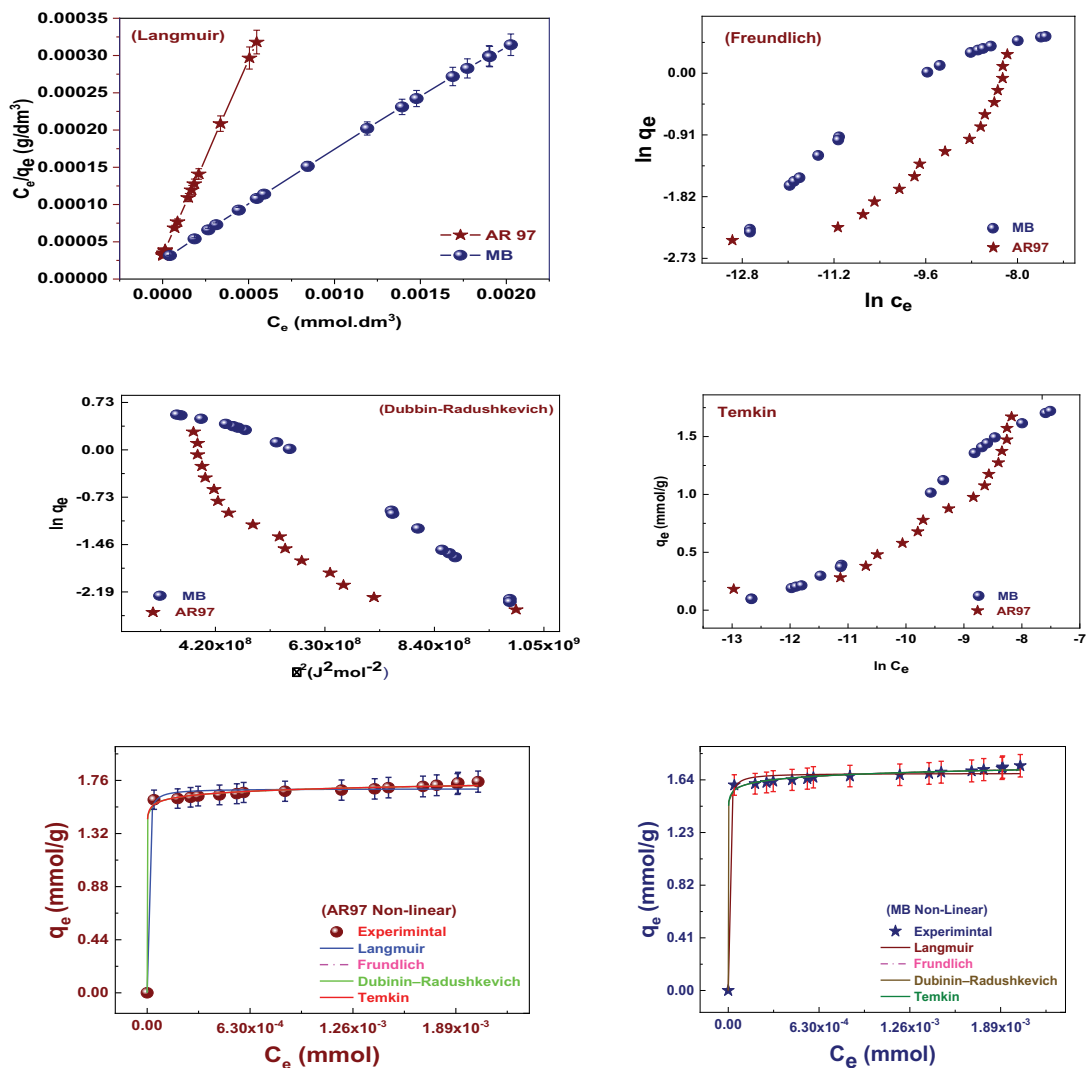 (Langmuir)
0.00035
0.00030
0.00025
0.00020
0.00015
0.00010
0.00005
0.00000
Ce/qe (g/dm³)
AR 97
MB
0.0000 0.0005 0.0010 0.0015 0.0020
Ce (mmol.dm³)
(Freundlich)
0.00
-0.91
-1.82
-2.73
ln qe
MB
AR97
-12.8 -11.2 -9.6 -8.0
ln ce
(Dubbin-Radushkevich)
0.73
0.00
-0.73
-1.46
-2.19
ln qe
MB
AR97
4.20x10⁸ 6.30x10⁸ 8.40x10⁸ 1.05x10⁹
²(J²mol⁻²)
Temkin
1.5
1.0
0.5
0.0
qe (mmol/g)
MB
AR97
-13 -12 -11 -10 -9 -8 -7
ln Ce
1.76
1.32
0.88
0.44
0.00
qe (mmol/g)
(AR97 Non-linear)
Experimintal
Langmuir
Frundlich
Dubinin–Radushkevich
Temkin
0.00 6.30x10⁻⁴ 1.26x10⁻³ 1.89x10⁻³
Ce (mmol)
1.64
1.23
0.82
0.41
0.00
qe (mmol/g)
(MB Non-Linear)
Experimintal
Langmuir
Frundlich
Dubinin–Radushkevich
Temkin
0.00 6.30x10⁻⁴ 1.26x10⁻³ 1.89x10⁻³
Ce (mmol)